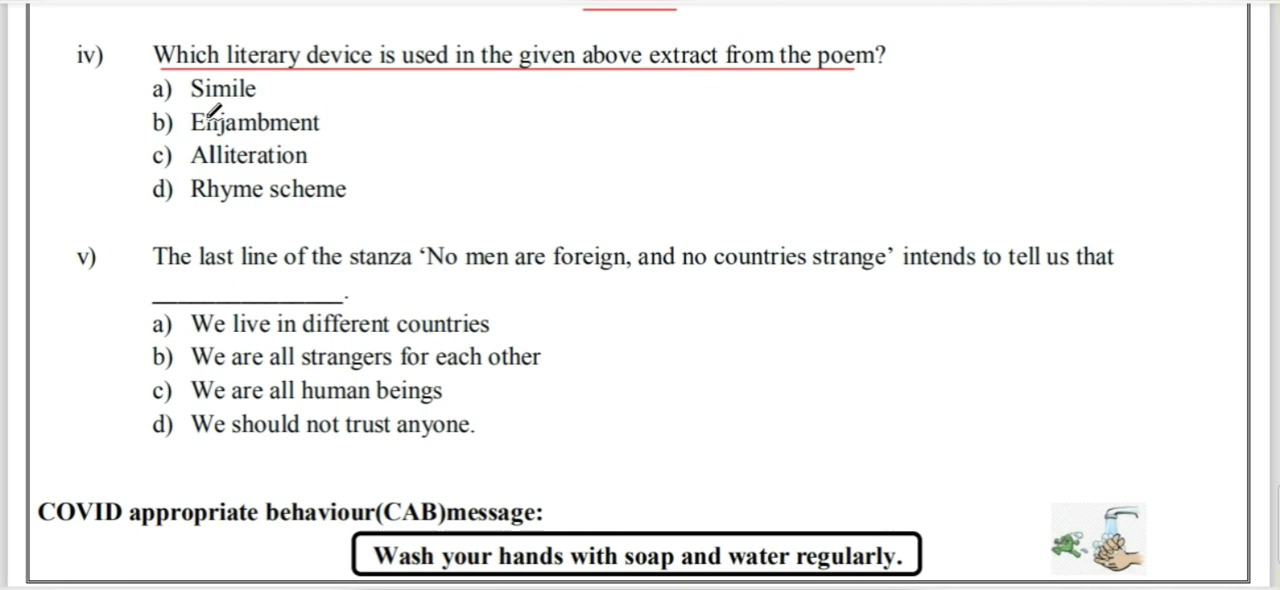 iv) Which literary device is used in the given above extract from the poem?
a) Simile
b) Enjambment
c) Alliteration
d) Rhyme scheme
v) The last line of the stanza ‘No men are foreign, and no countries strange’ intends to tell us that
_______________.
a) We live in different countries
b) We are all strangers for each other
c) We are all human beings
d) We should not trust anyone.
COVID appropriate behaviour(CAB)message:
Wash your hands with soap and water regularly.